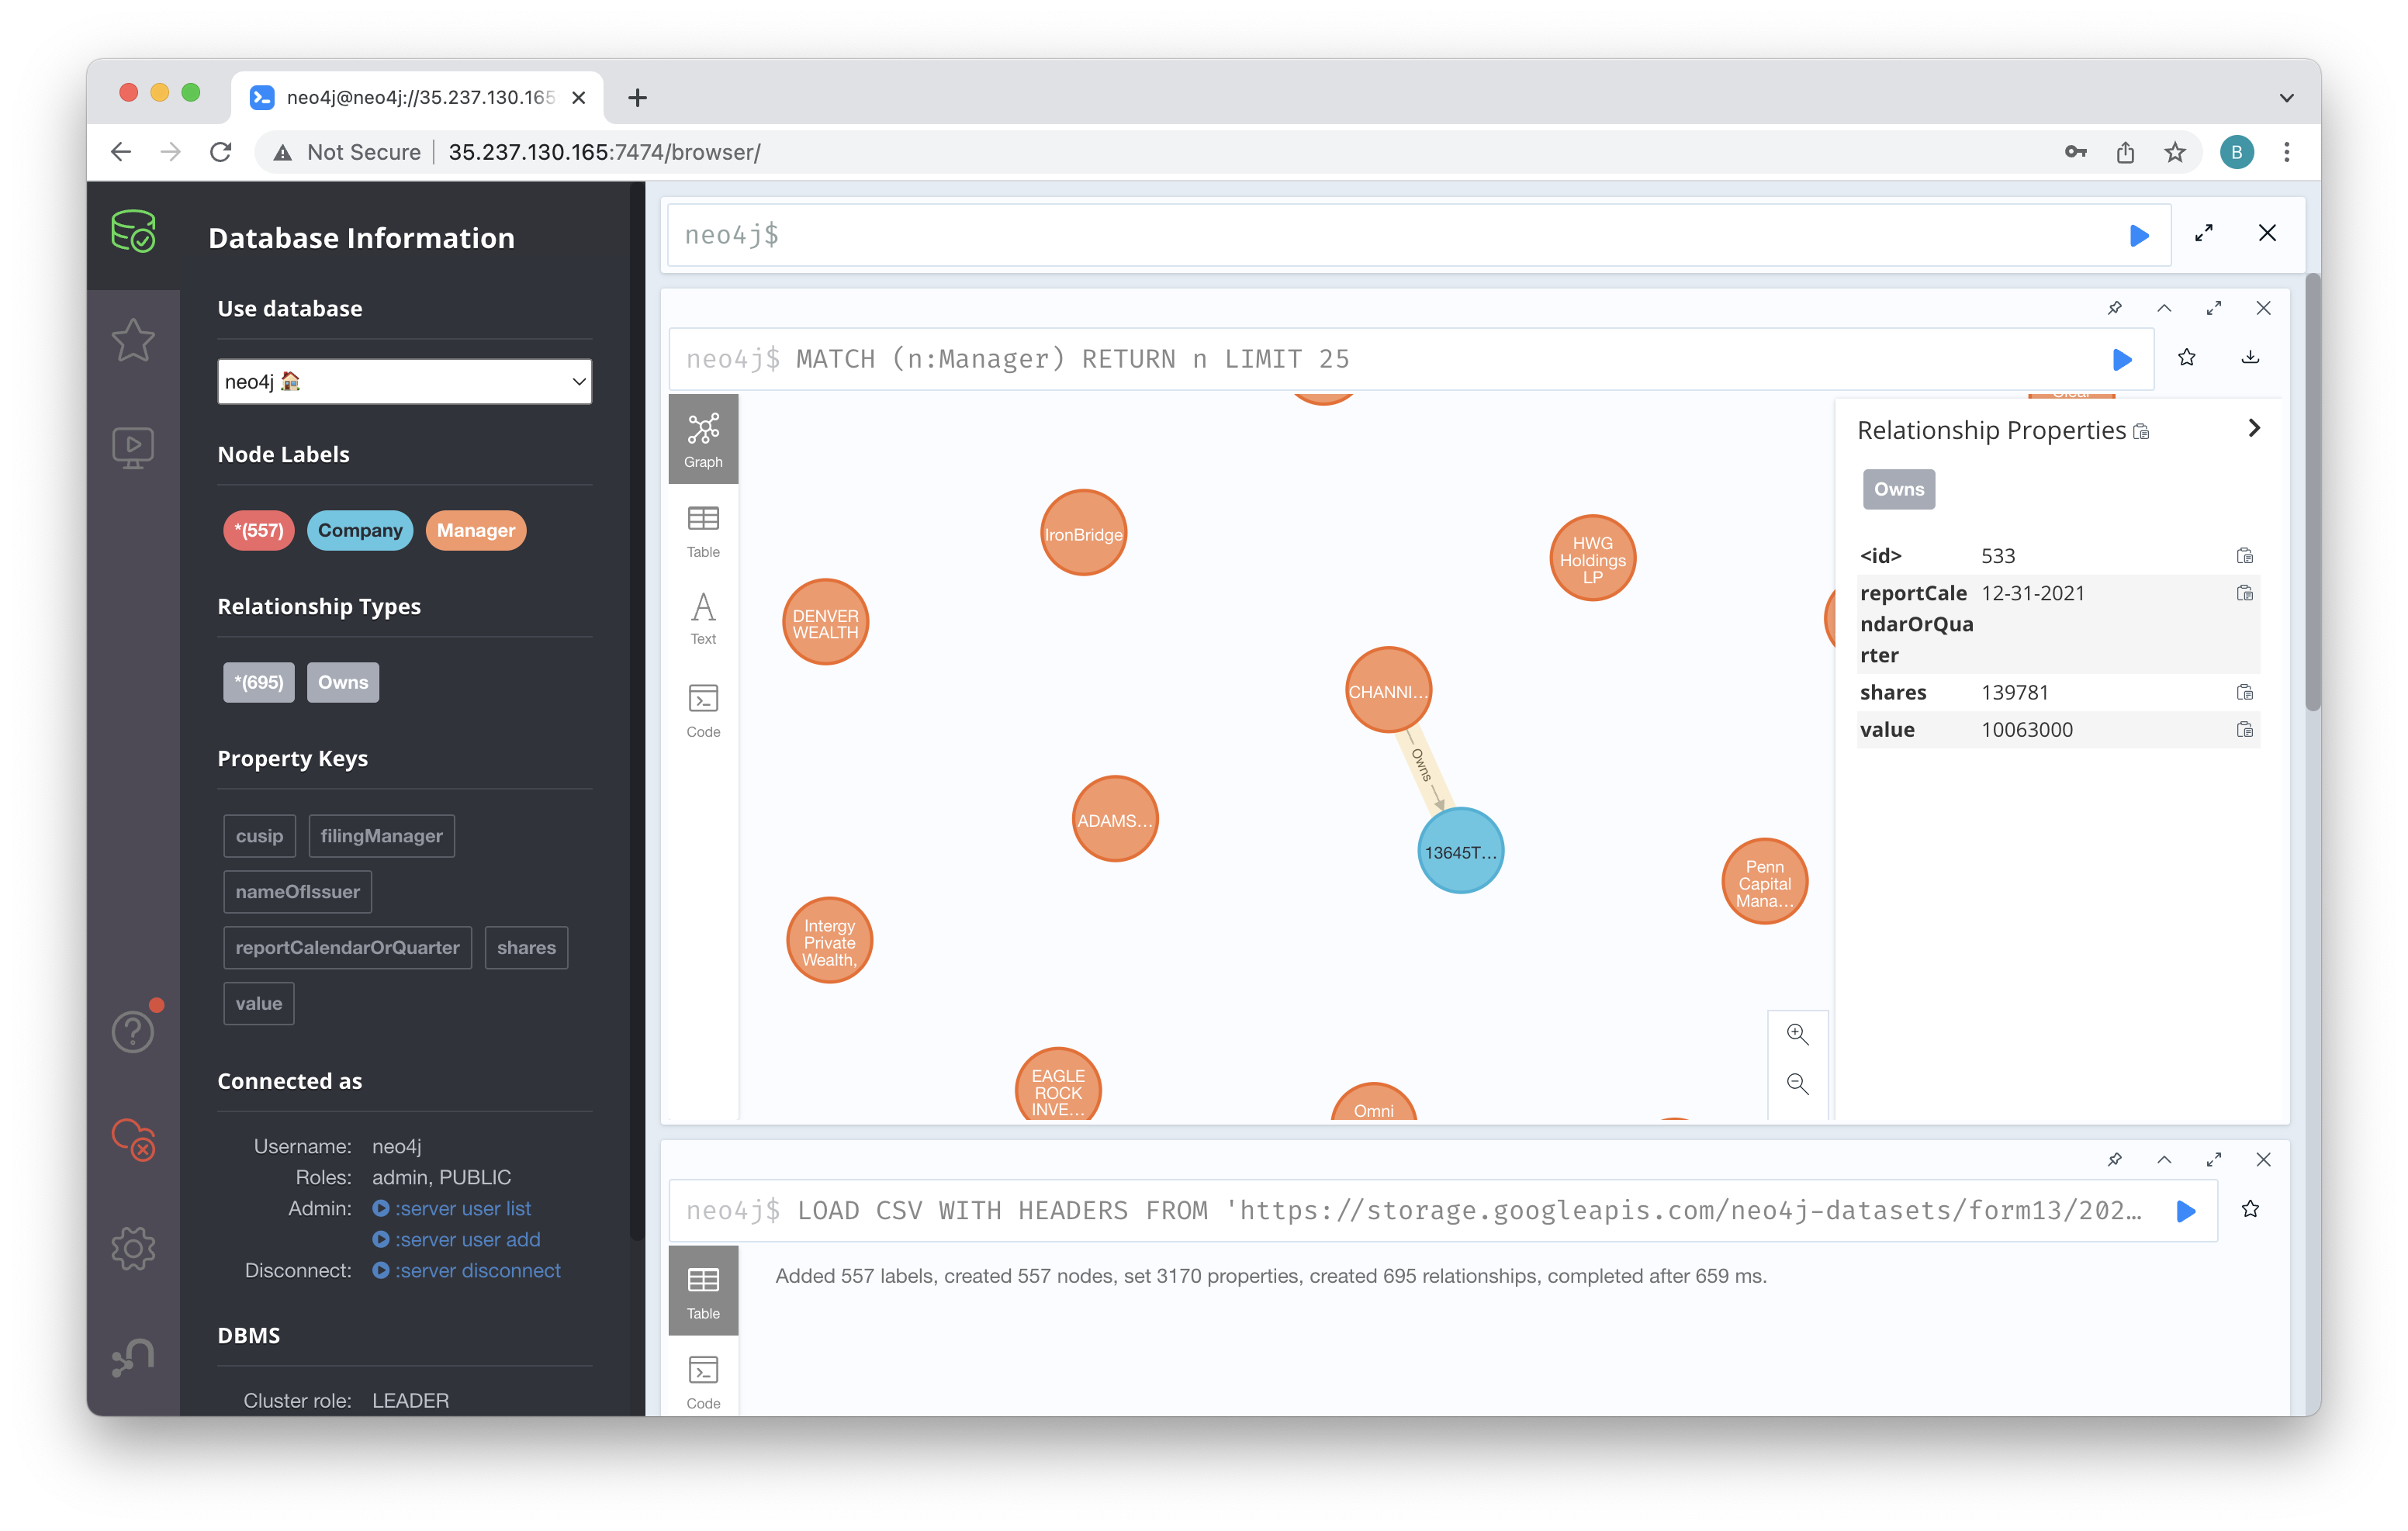 neo4j@neo4j://35.237.130.165
Not Secure
35.237.130.165:7474/browser/
B
Database Information
Use database
neo4j
Node Labels
*(557) Company Manager
Relationship Types
*(695) Owns
Property Keys
cusip filingManager
nameOfIssuer
reportCalendarOrQuarter shares
value
Connected as
Username: neo4j
Roles: admin, PUBLIC
Admin: :server user list
:server user add
Disconnect: :server disconnect
DBMS
Cluster role: LEADER
neo4j$
neo4j$ MATCH (n:Manager) RETURN n LIMIT 25
Graph
Table
Text
Code
IronBridge
HWG
Holdings
LP
DENVER
WEALTH
CHANNI...
Owns
ADAMS...
13645T...
Penn
Capital
Mana...
Intergy
Private
Wealth,
EAGLE
ROCK
INVE...
Omni
Relationship Properties
Owns
<id> 533
reportCale 12-31-2021
ndarOrQua
rter
shares 139781
value 10063000
neo4j$ LOAD CSV WITH HEADERS FROM 'https://storage.googleapis.com/neo4j-datasets/form13/202...
Table
Code
Added 557 labels, created 557 nodes, set 3170 properties, created 695 relationships, completed after 659 ms.